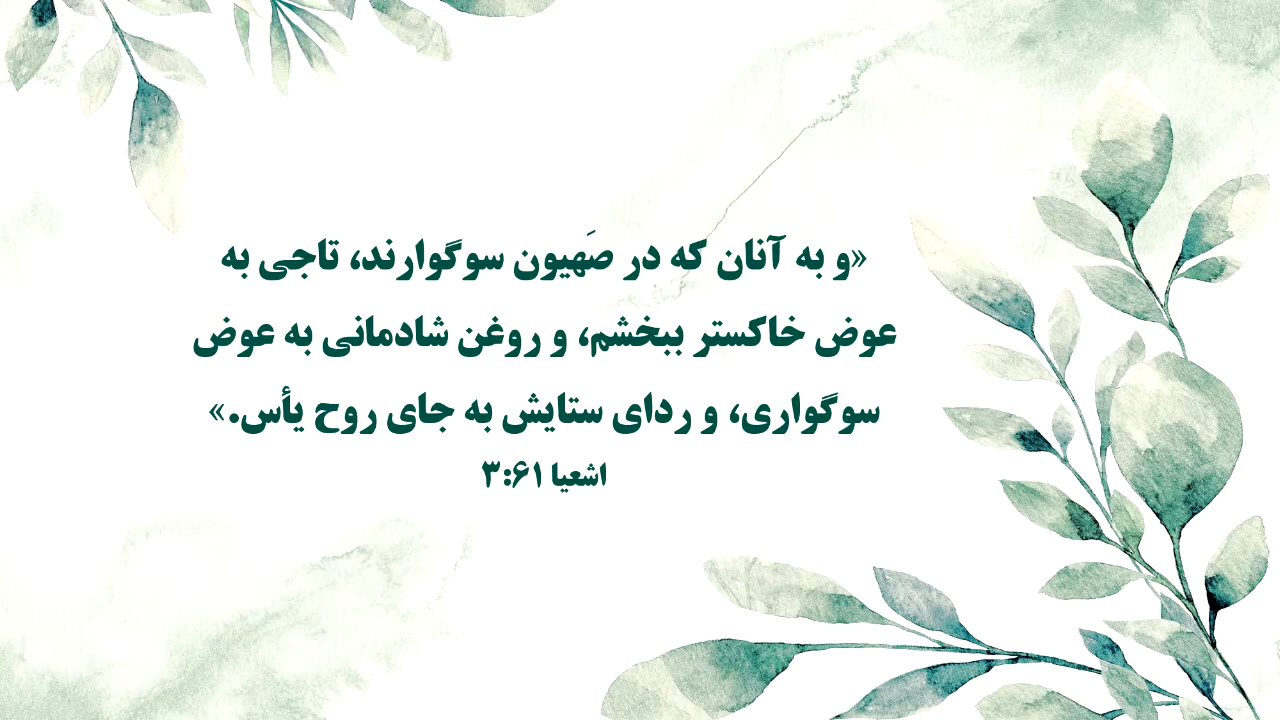 «و به آنان که در صَهیون سوگوارند، تاجی به
عوض خاکستر ببخشم، و روغن شادمانی به عوض
سوگواری، و ردای ستایش به جای روح یأس.»
اشعیا ۶۱:۳